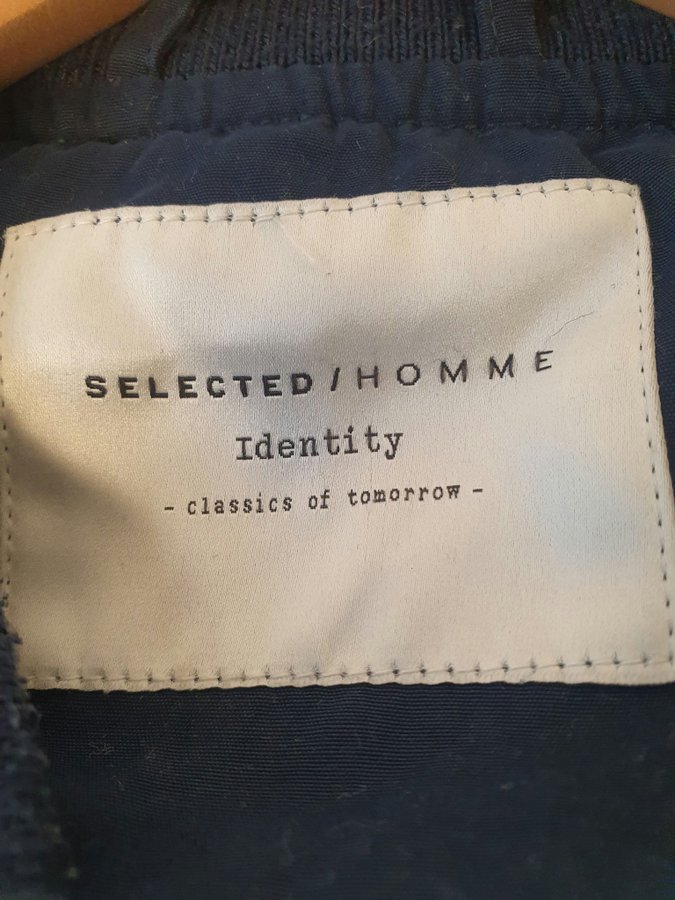 SELECTED/HOMME
Identity
- classics of tomorrow -